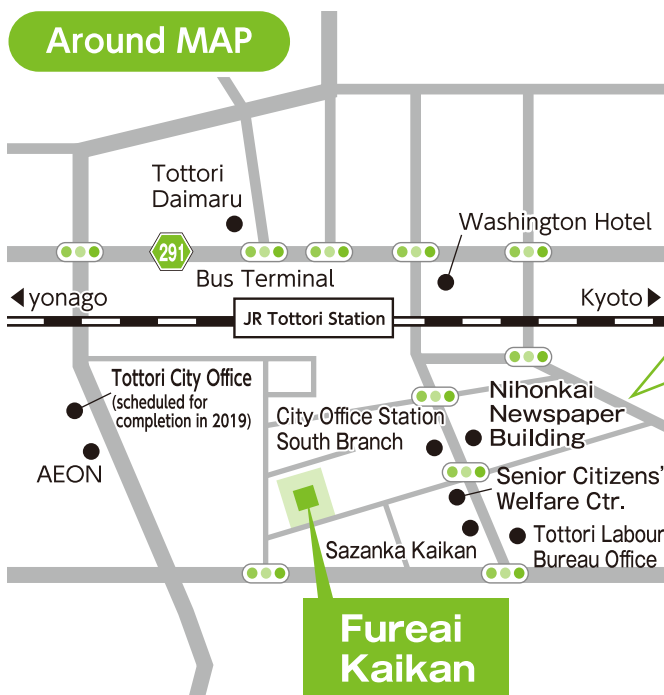 Around MAP
Tottori
Daimaru
Washington Hotel
291
Bus Terminal
yonago
Kyoto
JR Tottori Station
Tottori City Office
(scheduled for
completion in 2019)
AEON
City Office Station
South Branch
Nihonkai
Newspaper
Building
Senior Citizens'
Welfare Ctr.
Sazanka Kaikan
Tottori Labour
Bureau Office
Fureai
Kaikan